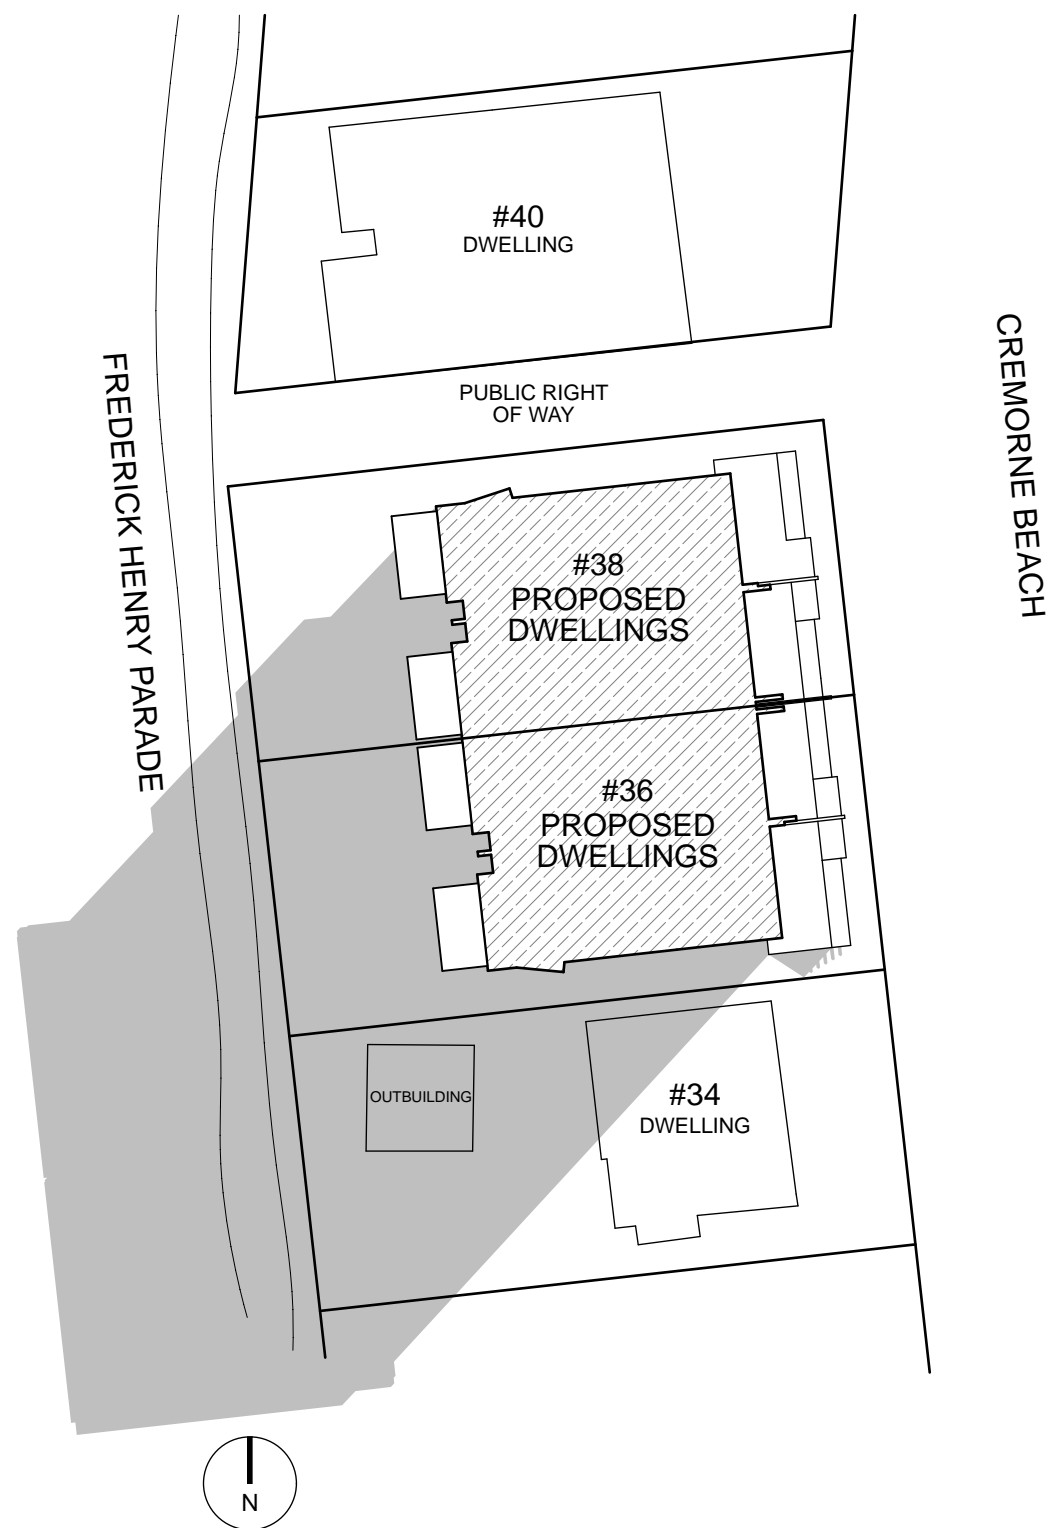 #40
DWELLING
CREMORNE BEACH
FREDERICK HENRY PARADE
PUBLIC RIGHT
OF WAY
#38
PROPOSED
DWELLINGS
#36
PROPOSED
DWELLINGS
OUTBUILDING
#34
DWELLING
N